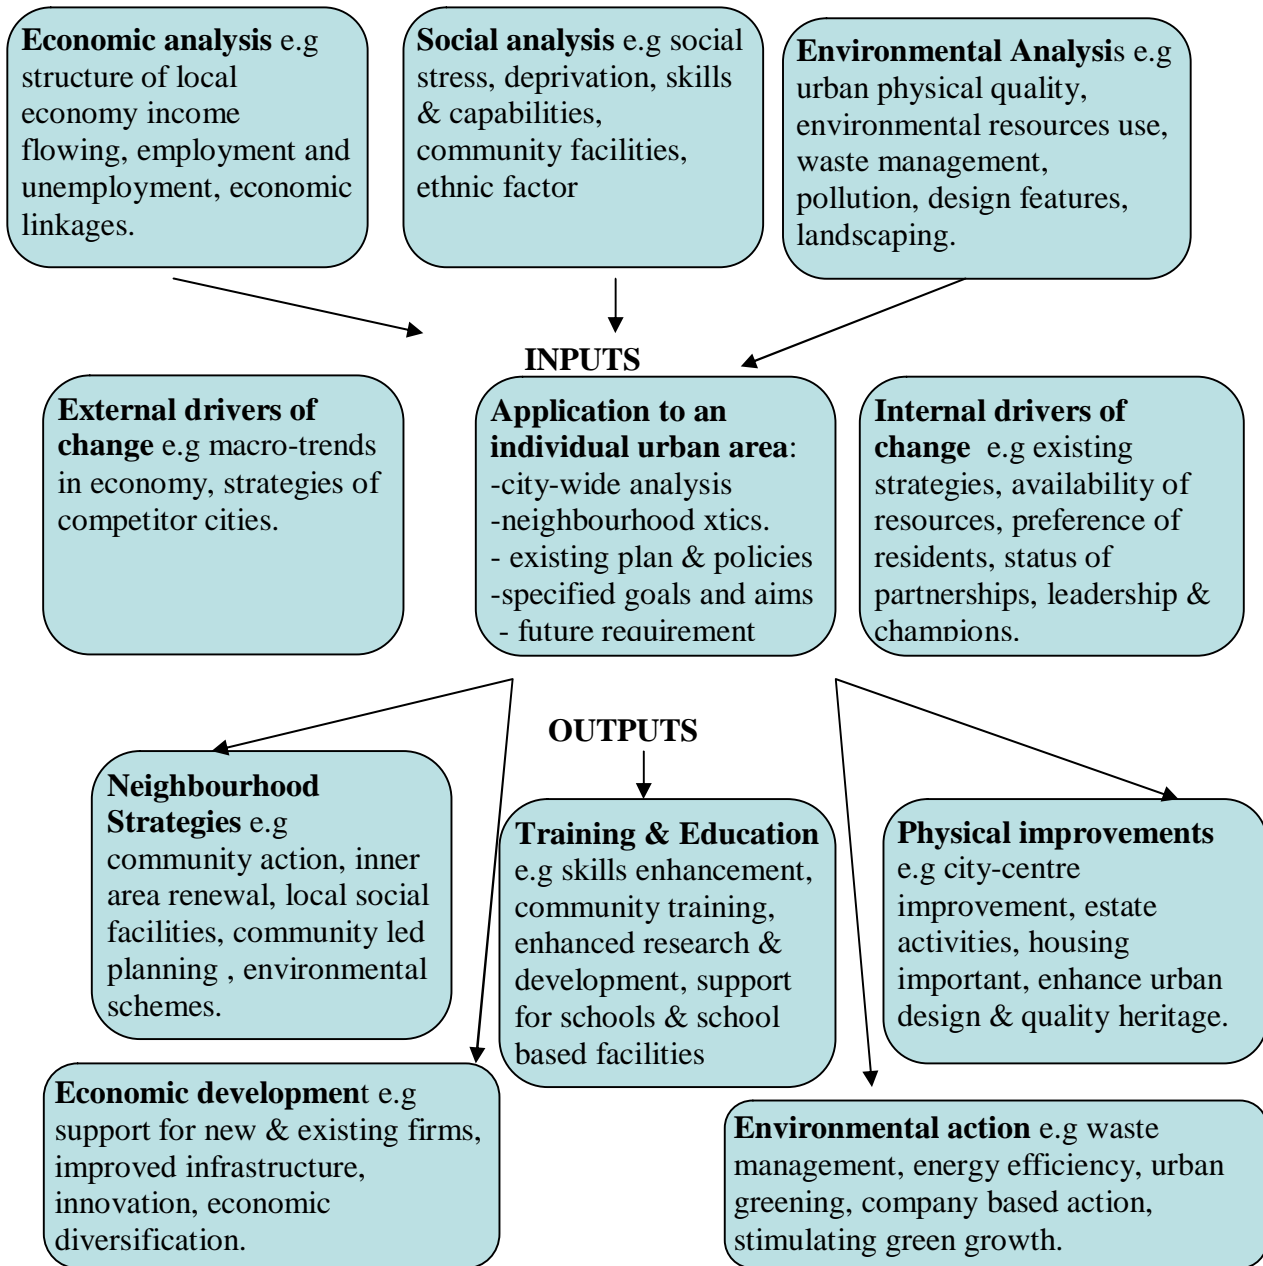 Economic analysis e.g
structure of local
economy income
flowing, employment and
unemployment, economic
linkages.
Social analysis e.g social
stress, deprivation, skills
& capabilities,
community facilities,
ethnic factor
Environmental Analysis e.g
urban physical quality,
environmental resources use,
waste management,
pollution, design features,
landscaping.
INPUTS
External drivers of
change e.g macro-trends
in economy, strategies of
competitor cities.
Application to an
individual urban area:
-city-wide analysis
-neighbourhood xtics.
- existing plan & policies
-specified goals and aims
- future requirement
Internal drivers of
change e.g existing
strategies, availability of
resources, preference of
residents, status of
partnerships, leadership &
champions.
OUTPUTS
Neighbourhood
Strategies e.g
community action, inner
area renewal, local social
facilities, community led
planning , environmental
schemes.
Training & Education
e.g skills enhancement,
community training,
enhanced research &
development, support
for schools & school
based facilities
Physical improvements
e.g city-centre
improvement, estate
activities, housing
important, enhance urban
design & quality heritage.
Economic development e.g
support for new & existing firms,
improved infrastructure,
innovation, economic
diversification.
Environmental action e.g waste
management, energy efficiency, urban
greening, company based action,
stimulating green growth.